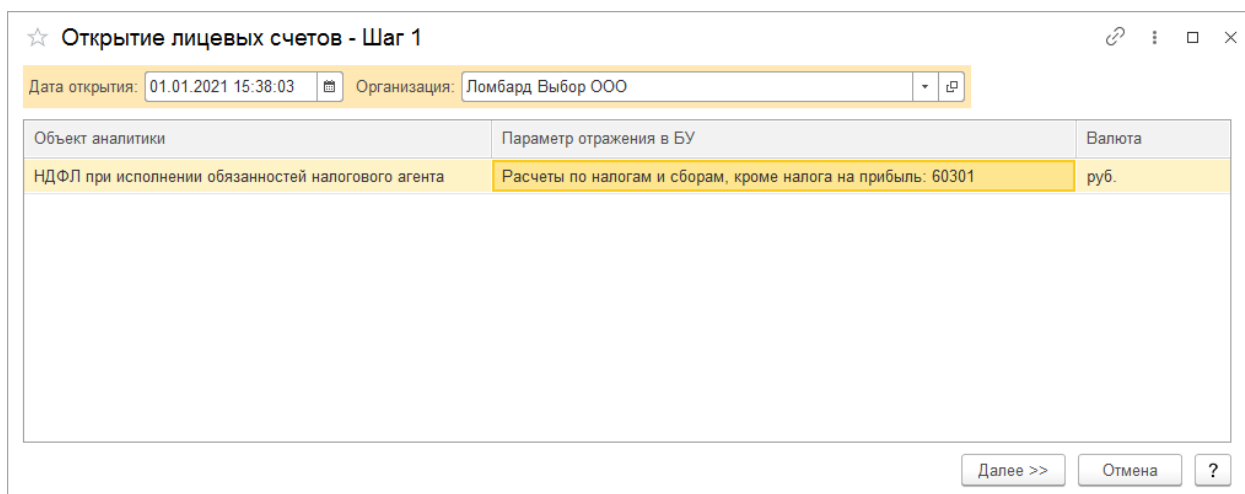 Открытие лицевых счетов - Шаг 1
Дата открытия: 01.01.2021 15:38:03 Организация: Ломбард Выбор ООО
Объект аналитики Параметр отражения в БУ Валюта
НДФЛ при исполнении обязанностей налогового агента Расчеты по налогам и сборам, кроме налога на прибыль: 60301 руб.
Далее >> Отмена ?